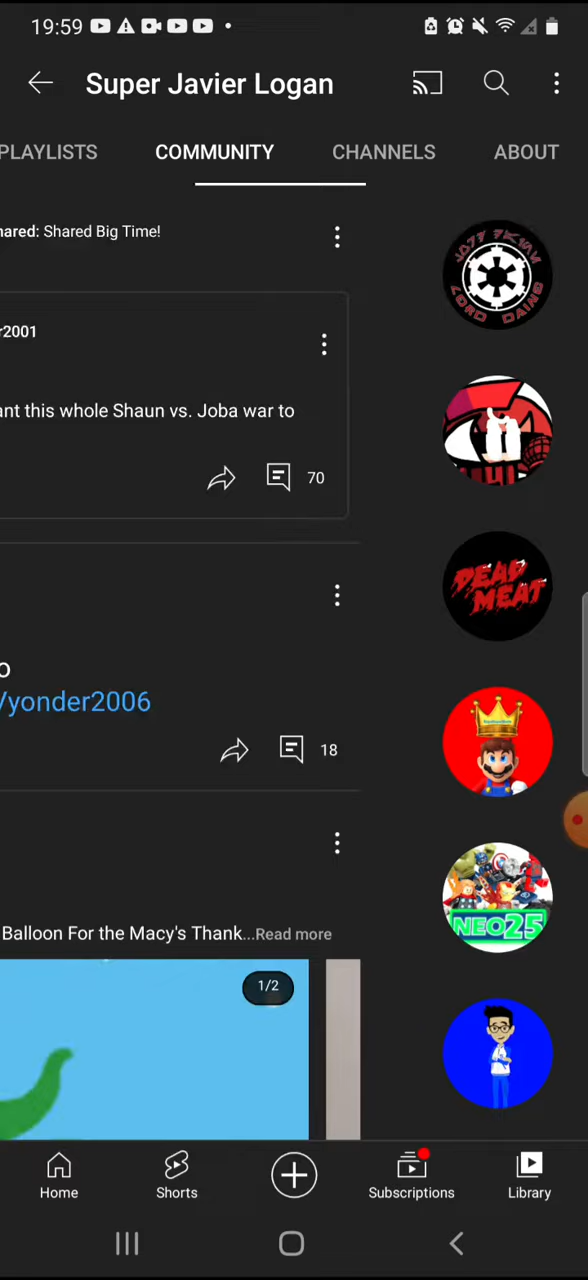 19:59
Super Javier Logan
PLAYLISTS COMMUNITY CHANNELS ABOUT
ared: Shared Big Time!
r2001
ant this whole Shaun vs. Joba war to
70
o
/yonder2006
18
Balloon For the Macy's Thank...Read more
1/2
DEAD
MEAT
NEO25
Home Shorts Subscriptions Library